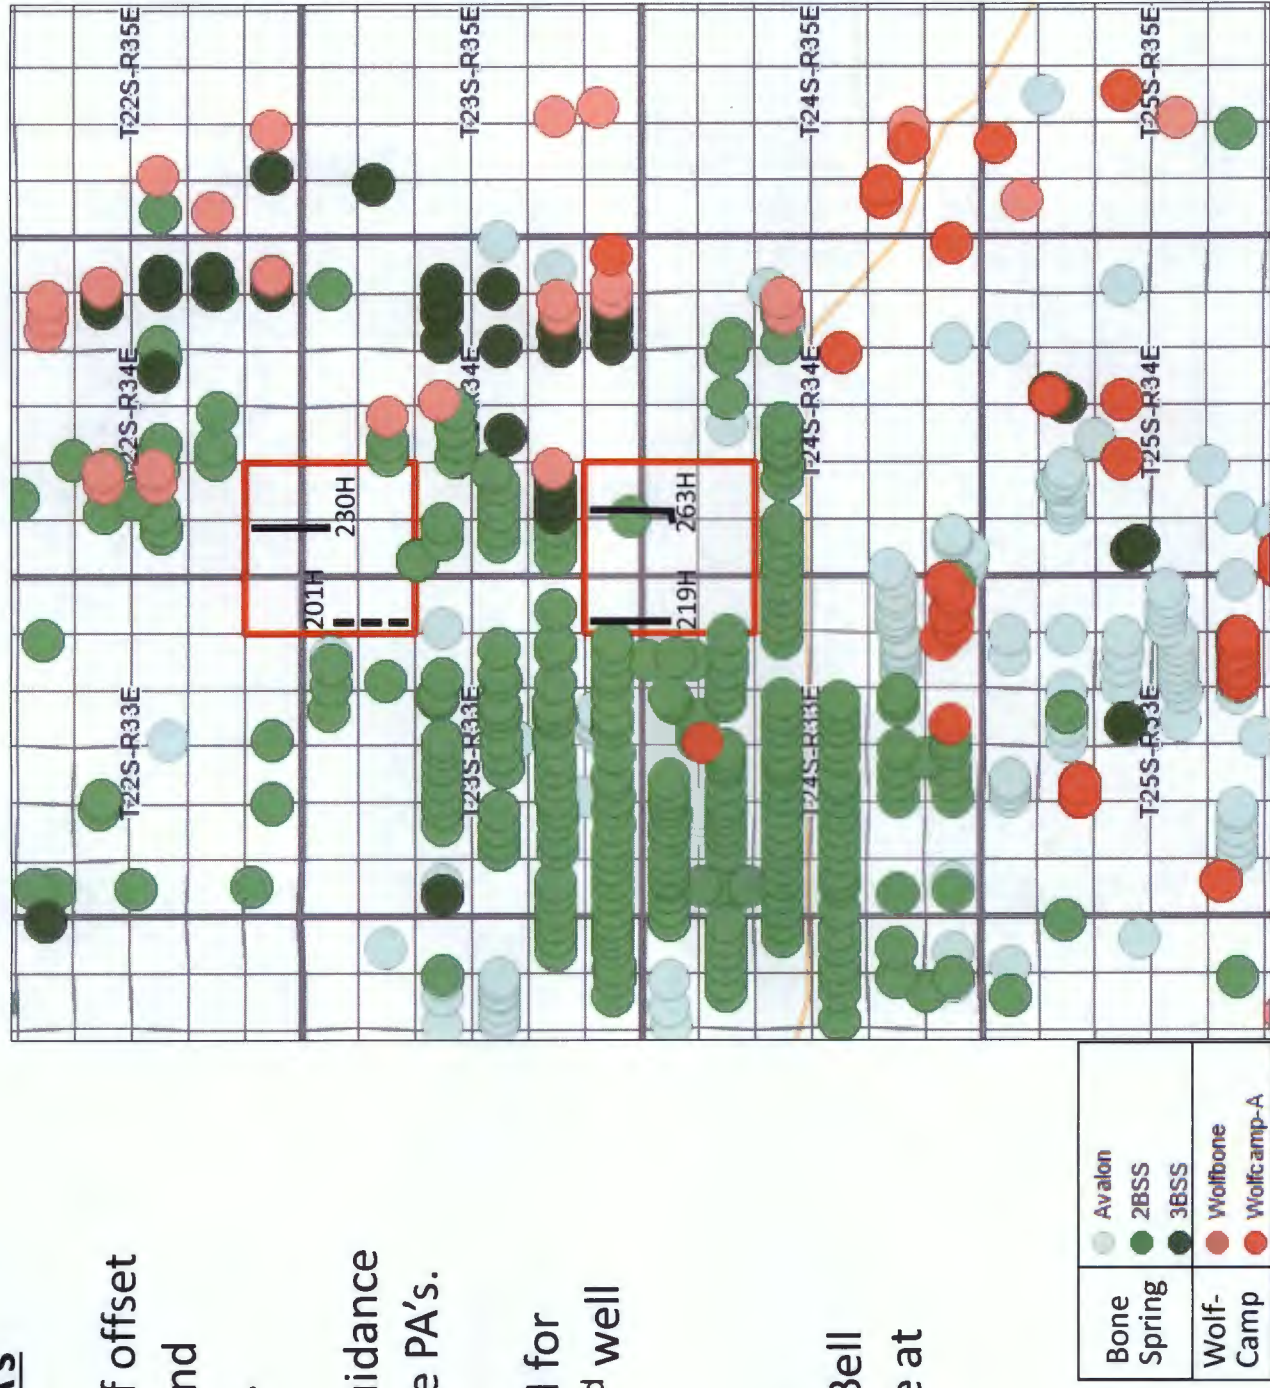 f offset
nd
uidance
e PA's.
l for
d well
Bell
e at
Bone
Spring
Avalon
2BSS
3BSS
Wolf-
Camp
Wolfbone
Wolfcamp-A
T22S-R33E
22S-R34E
T22S-R35E
201H
230H
T23S-R33E
R34E
T23S-R35E
219H
263H
T24S-R33E
T24S-R34E
T24S-R35E
T25S-R33E
T25S-R34E
T25S-R35E